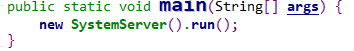 public static void main(String[] args) {
    new SystemServer().run();
}